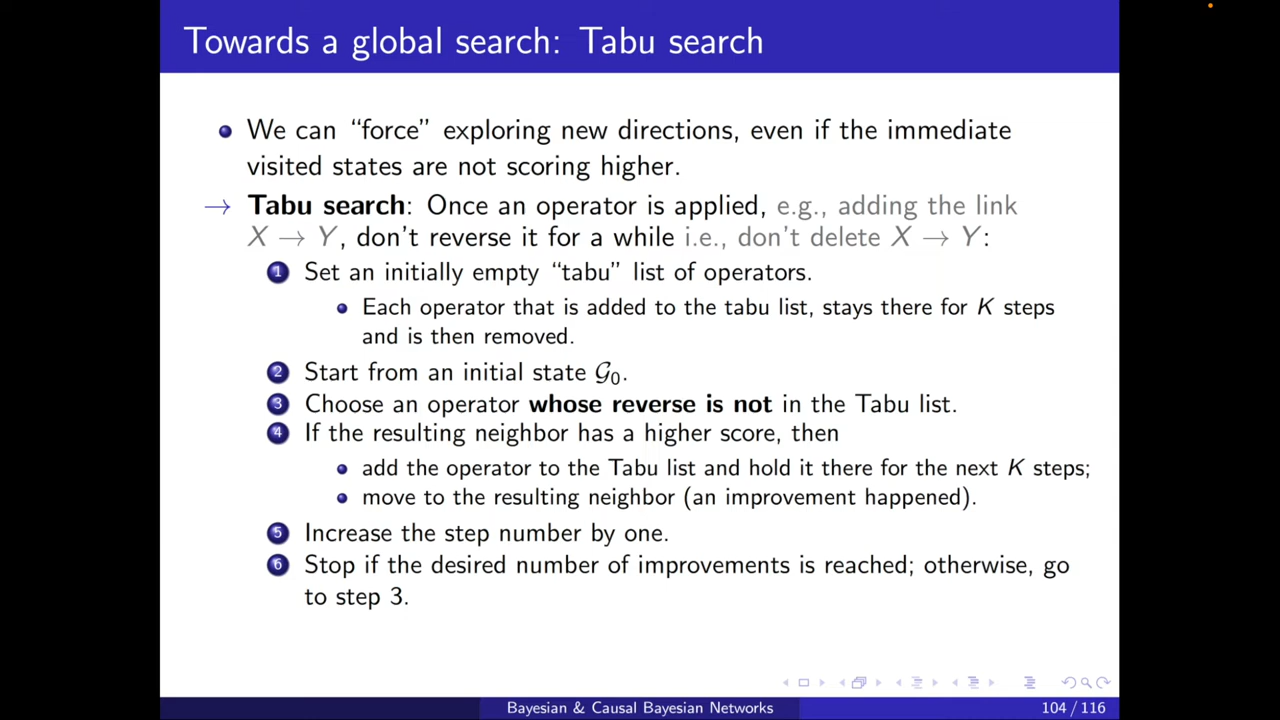 Towards a global search: Tabu search
We can “force” exploring new directions, even if the immediate
visited states are not scoring higher.
→ Tabu search: Once an operator is applied, e.g., adding the link
X → Y, don't reverse it for a while i.e., don't delete X → Y:
1 Set an initially empty “tabu” list of operators.
Each operator that is added to the tabu list, stays there for K steps
and is then removed.
2 Start from an initial state 𝒢₀.
3 Choose an operator whose reverse is not in the Tabu list.
4 If the resulting neighbor has a higher score, then
add the operator to the Tabu list and hold it there for the next K steps;
move to the resulting neighbor (an improvement happened).
5 Increase the step number by one.
6 Stop if the desired number of improvements is reached; otherwise, go
to step 3.
Bayesian & Causal Bayesian Networks
104 / 116